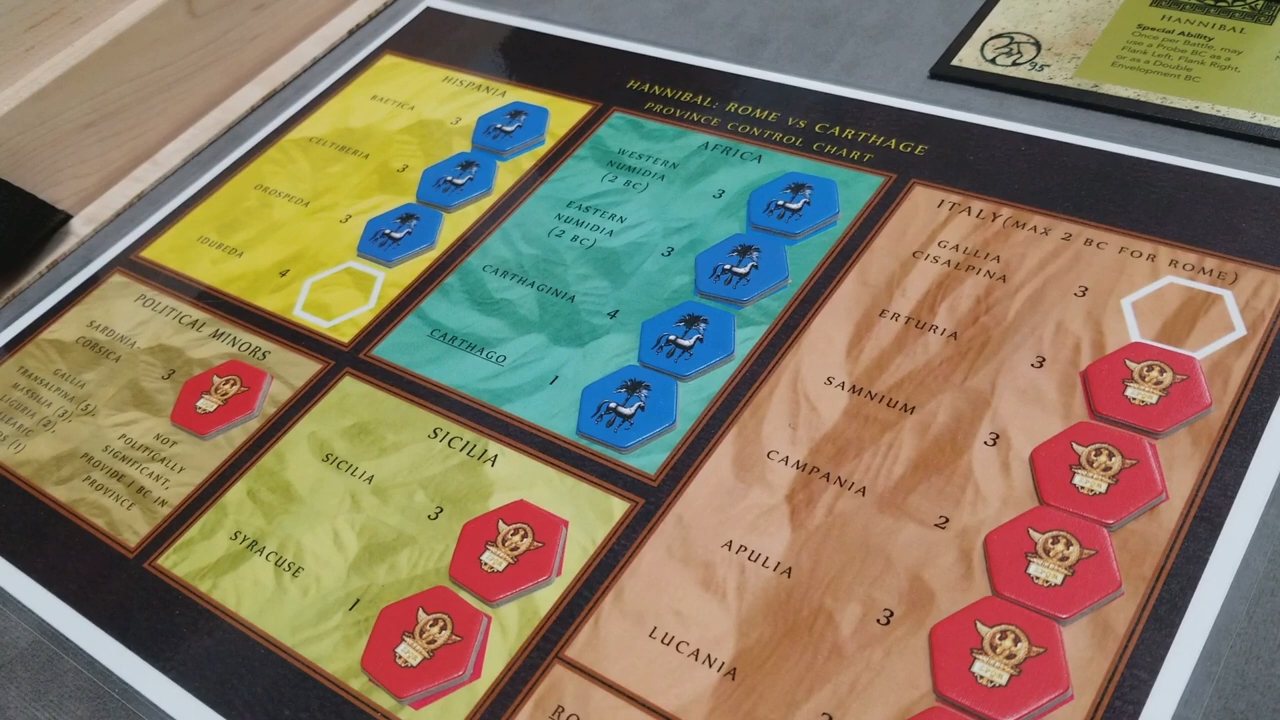 HANNIBAL
Special Ability
Once per Battle, may
use a Probe BC as a
Flank Left, Flank Right,
or as a Double
Envelopment BC
95
HANNIBAL: ROME VS CARTHAGE
PROVINCE CONTROL CHART
HISPANIA
BAETICA 3
CELTIBERIA 3
OROSPEDA 3
IDUBEDA 4
AFRICA
WESTERN
NUMIDIA
(2 BC) 3
EASTERN
NUMIDIA
(2 BC) 3
CARTHAGINIA 4
CARTHAGO 1
ITALY (MAX 2 BC FOR ROME)
GALLIA
CISALPINA 3
ERTURIA 3
SAMNIUM 3
CAMPANIA 2
APULIA 3
LUCANIA
POLITICAL MINORS
SARDINIA
CORSICA 3
GALLIA
TRANSALPINA (5),
MASSILIA (3),
LIGURIA (2),
NOT
POLITICALLY
SIGNIFICANT,
PROVIDE 1 BC IN
PROVINCE
SICILIA
SICILIA 3
SYRACUSE 1